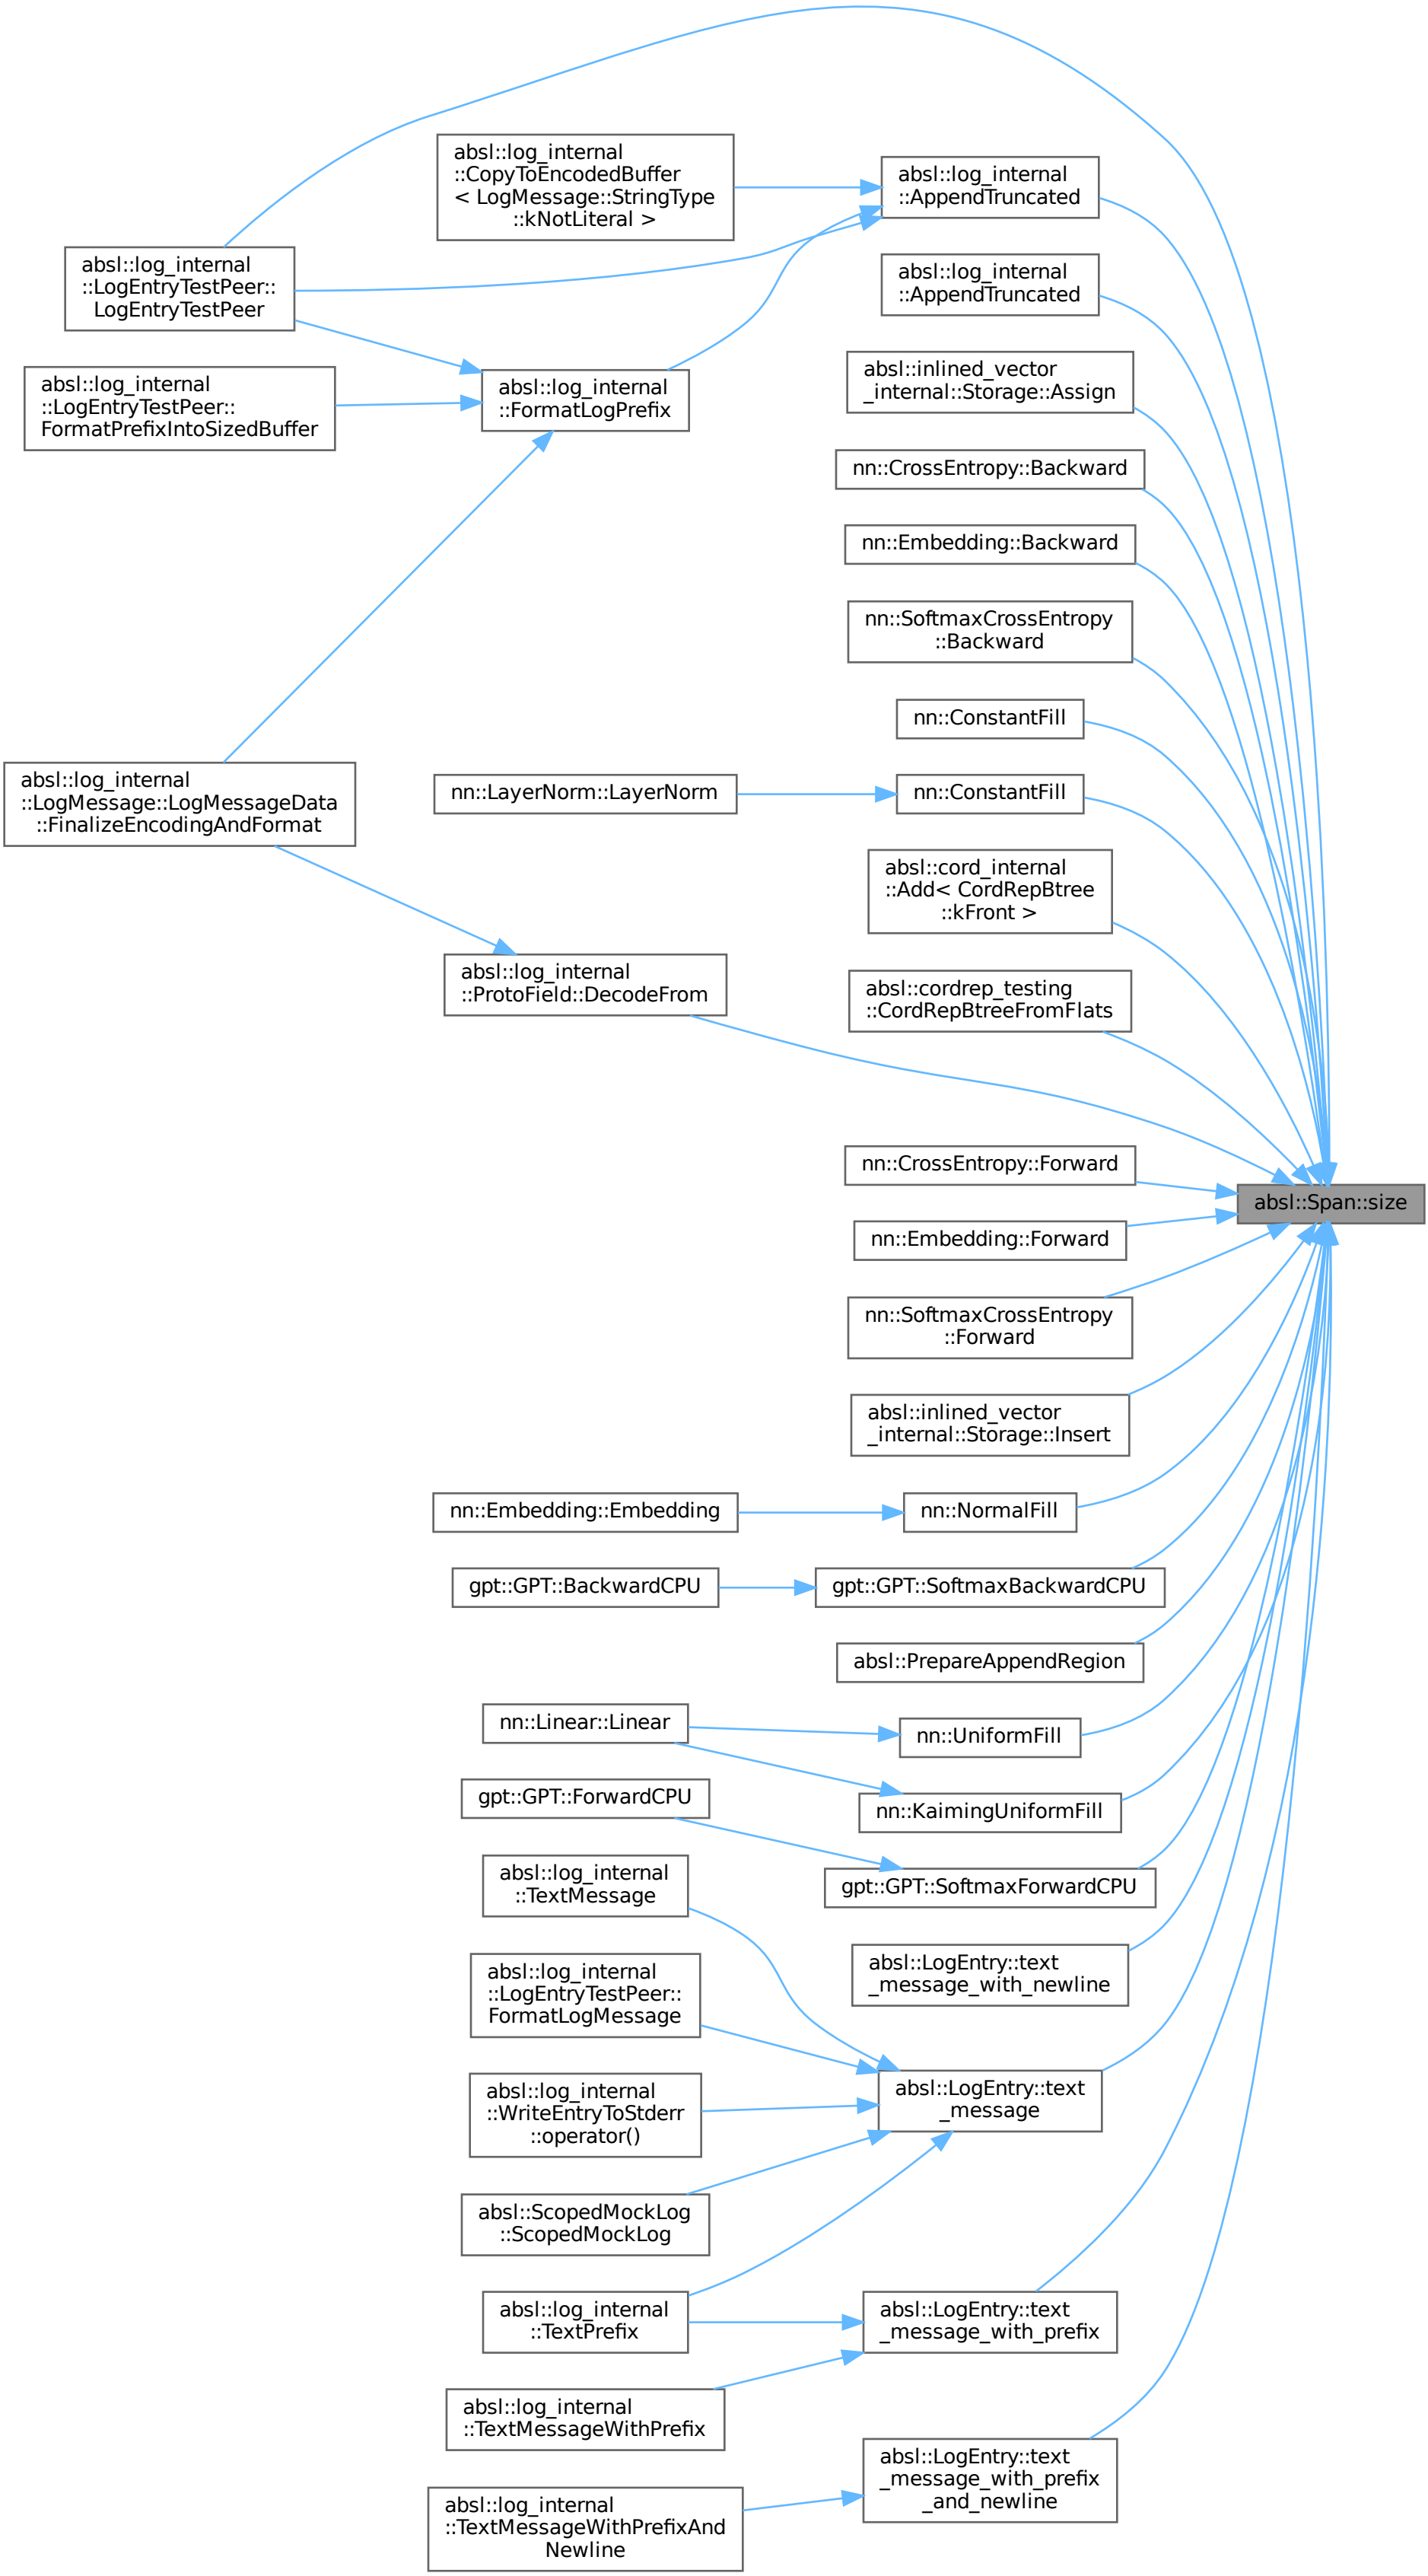 absl::log_internal
::CopyToEncodedBuffer
< LogMessage::StringType
::kNotLiteral >
absl::log_internal
::AppendTruncated
absl::log_internal
::LogEntryTestPeer::
LogEntryTestPeer
absl::log_internal
::AppendTruncated
absl::log_internal
::LogEntryTestPeer::
FormatPrefixIntoSizedBuffer
absl::log_internal
::FormatLogPrefix
absl::inlined_vector
_internal::Storage::Assign
nn::CrossEntropy::Backward
nn::Embedding::Backward
nn::SoftmaxCrossEntropy
::Backward
nn::ConstantFill
absl::log_internal
::LogMessage::LogMessageData
::FinalizeEncodingAndFormat
nn::LayerNorm::LayerNorm
nn::ConstantFill
absl::cord_internal
::Add< CordRepBtree
::kFront >
absl::log_internal
::ProtoField::DecodeFrom
absl::cordrep_testing
::CordRepBtreeFromFlats
nn::CrossEntropy::Forward
absl::Span::size
nn::Embedding::Forward
nn::SoftmaxCrossEntropy
::Forward
absl::inlined_vector
_internal::Storage::Insert
nn::Embedding::Embedding
nn::NormalFill
gpt::GPT::BackwardCPU
gpt::GPT::SoftmaxBackwardCPU
absl::PrepareAppendRegion
nn::Linear::Linear
nn::UniformFill
gpt::GPT::ForwardCPU
nn::KaimingUniformFill
absl::log_internal
::TextMessage
gpt::GPT::SoftmaxForwardCPU
absl::log_internal
::LogEntryTestPeer::
FormatLogMessage
absl::LogEntry::text
_message_with_newline
absl::log_internal
::WriteEntryToStderr
::operator()
absl::LogEntry::text
_message
absl::ScopedMockLog
::ScopedMockLog
absl::log_internal
::TextPrefix
absl::LogEntry::text
_message_with_prefix
absl::log_internal
::TextMessageWithPrefix
absl::LogEntry::text
_message_with_prefix
_and_newline
absl::log_internal
::TextMessageWithPrefixAnd
Newline